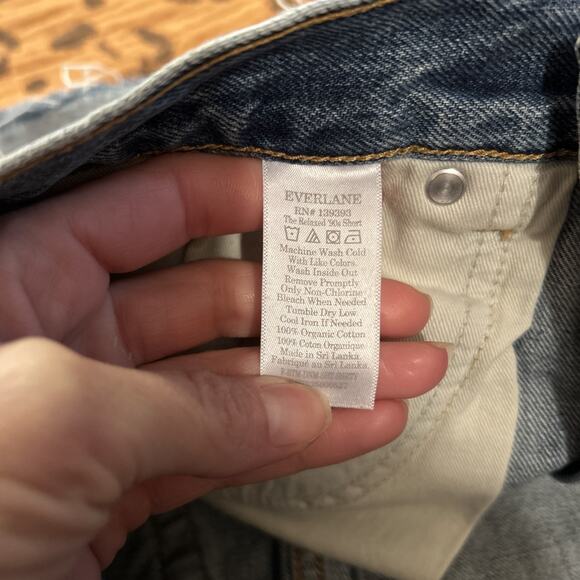 EVERLANE
RN# 139393
The Relaxed '90s Short
Machine Wash Cold
With Like Colors.
Wash Inside Out
Remove Promptly
Only Non-Chlorine
Bleach When Needed
Tumble Dry Low
Cool Iron If Needed
100% Organic Cotton
100% Coton Organique
Made in Sri Lanka.
Fabriqué au Sri Lanka.